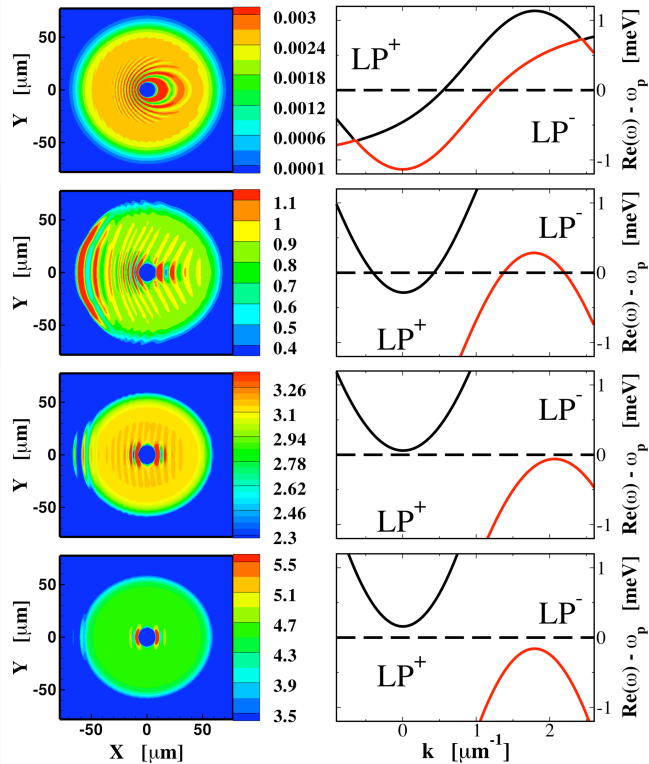 50
0
-50
Y [μm]
0.003
0.0024
0.0018
0.0012
0.0006
0.0001
LP+
LP-
1
0
-1
Re(ω) - ωp [meV]
50
0
-50
Y [μm]
1.1
1
0.9
0.8
0.7
0.6
0.5
0.4
LP-
LP+
1
0
-1
Re(ω) - ωp [meV]
50
0
-50
Y [μm]
3.26
3.1
2.94
2.78
2.62
2.46
2.3
LP-
LP+
1
0
-1
Re(ω) - ωp [meV]
50
0
-50
Y [μm]
5.5
5.1
4.7
4.3
3.9
3.5
LP-
LP+
1
0
-1
Re(ω) - ωp [meV]
-50 0 50
X [μm]
0 1 2
k [μm-1]